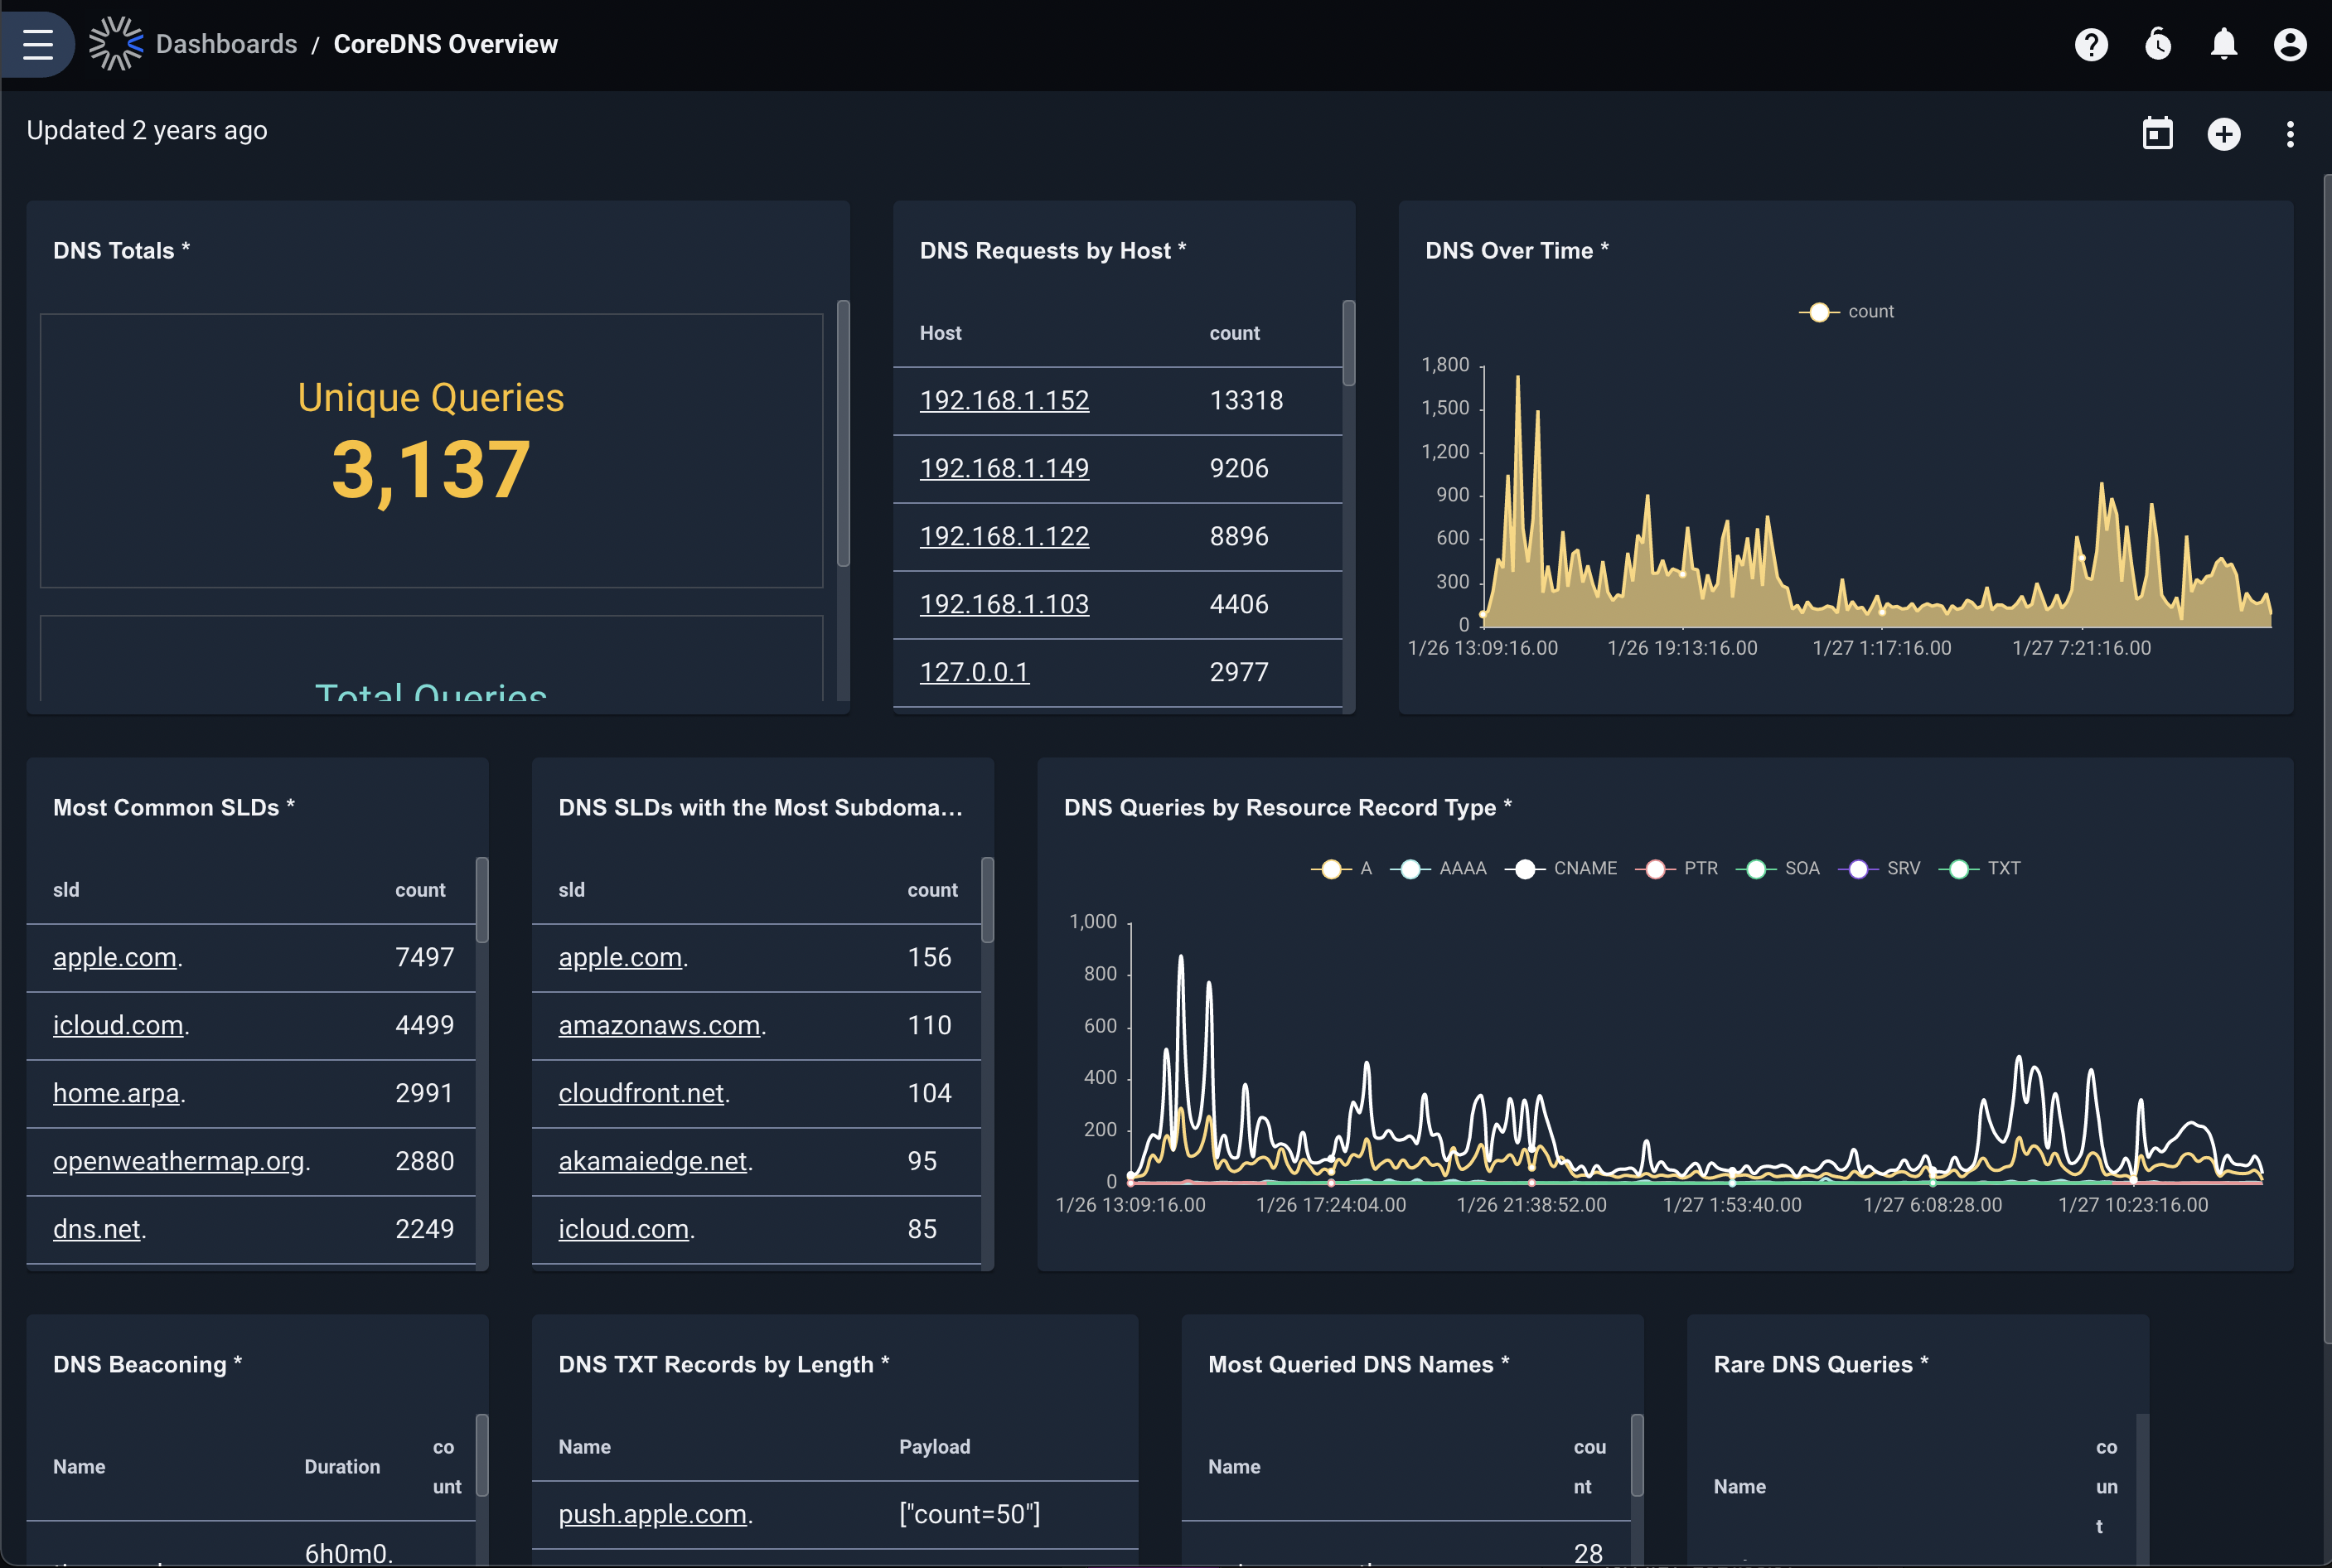 Dashboards / CoreDNS Overview
Updated 2 years ago
DNS Totals *
Unique Queries
3,137
Total Queries
DNS Requests by Host *
Host count
192.168.1.152 13318
192.168.1.149 9206
192.168.1.122 8896
192.168.1.103 4406
127.0.0.1 2977
DNS Over Time *
count
1,800
1,500
1,200
900
600
300
0
1/26 13:09:16.00 1/26 19:13:16.00 1/27 1:17:16.00 1/27 7:21:16.00
Most Common SLDs *
sld count
apple.com. 7497
icloud.com. 4499
home.arpa. 2991
openweathermap.org. 2880
dns.net. 2249
DNS SLDs with the Most Subdoma...
sld count
apple.com. 156
amazonaws.com. 110
cloudfront.net. 104
akamaiedge.net. 95
icloud.com. 85
DNS Queries by Resource Record Type *
A AAAA CNAME PTR SOA SRV TXT
1,000
800
600
400
200
0
1/26 13:09:16.00 1/26 17:24:04.00 1/26 21:38:52.00 1/27 1:53:40.00 1/27 6:08:28.00 1/27 10:23:16.00
DNS Beaconing *
Name Duration co
unt
6h0m0.
DNS TXT Records by Length *
Name Payload
push.apple.com. ["count=50"]
Most Queried DNS Names *
Name cou
nt
28
Rare DNS Queries *
Name co
un
t